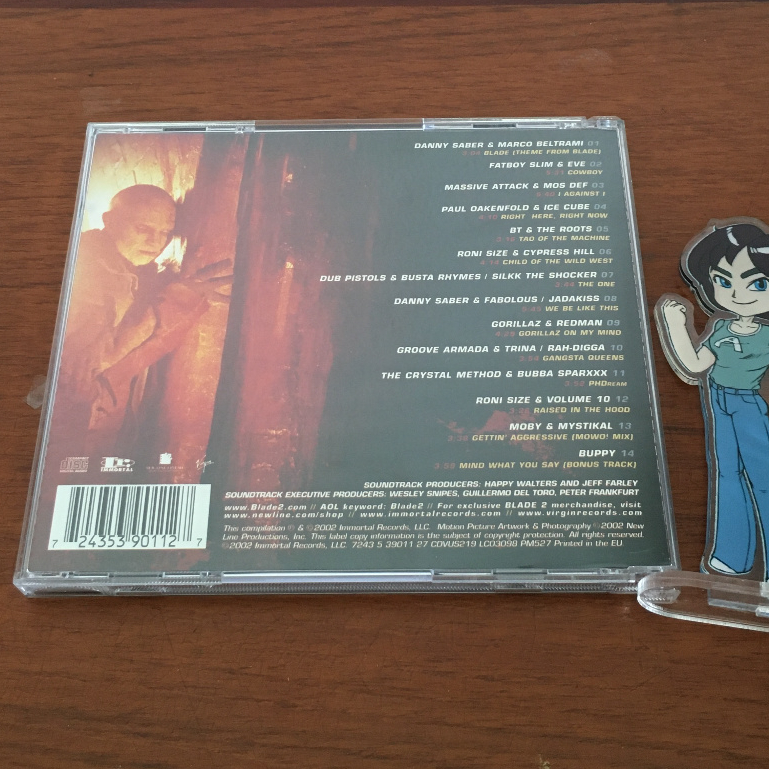 DANNY SABER & MARCO BELTRAMI 01
BLADE (THEME FROM BLADE)
FATBOY SLIM & EVE 02
COWBOY
MASSIVE ATTACK & MOS DEF 03
I AGAINST I
PAUL OAKENFOLD & ICE CUBE 04
RIGHT HERE, RIGHT NOW
BT & THE ROOTS 05
TAO OF THE MACHINE
RONI SIZE & CYPRESS HILL 06
CHILD OF THE WILD WEST
DUB PISTOLS & BUSTA RHYMES / SILKK THE SHOCKER 07
THE ONE
DANNY SABER & FABOLOUS / JADAKISS 08
WE BE LIKE THIS
GORILLAZ & REDMAN 09
GORILLAZ ON MY MIND
GROOVE ARMADA & TRINA / RAH-DIGGA 10
GANGSTA QUEENS
THE CRYSTAL METHOD & BUBBA SPARXXX 11
PHDREAM
RONI SIZE & VOLUME 10 12
RAISED IN THE HOOD
MOBY & MYSTIKAL 13
GETTIN' AGGRESSIVE (MOWO! MIX)
BUPPY 14
MIND WHAT YOU SAY (BONUS TRACK)
SOUNDTRACK PRODUCERS: HAPPY WALTERS AND JEFF FARLEY
SOUNDTRACK EXECUTIVE PRODUCERS: WESLEY SNIPES, GUILLERMO DEL TORO, PETER FRANKFURT
www.Blade2.com // AOL keyword: Blade2 // For exclusive BLADE 2 merchandise, visit
www.newline.com/shop // www.immortalrecords.com // www.virginrecords.com
This compilation ℗ & ©2002 Immortal Records, LLC. Motion Picture Artwork & Photography ©2002 New
Line Productions, Inc. This label copy information is the subject of copyright protection. All rights reserved.
©2002 Immortal Records, LLC. 7243 5 39011 27 CDVUS219 LC03098 PM527 Printed in the EU
IMMORTAL
Virgin
7 24353 90112 7